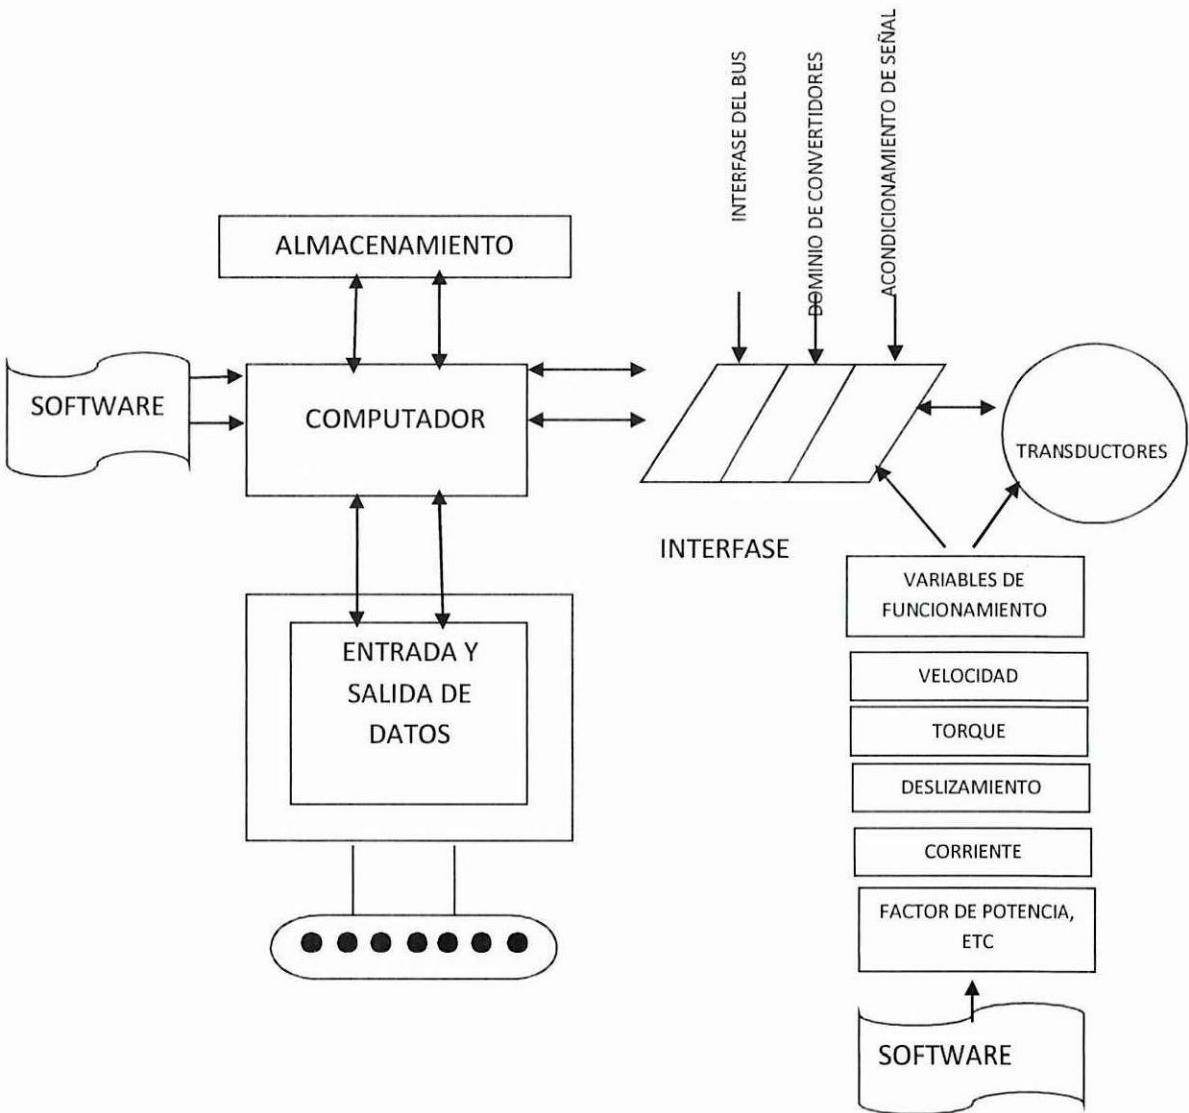 INTERFASE DEL BUS
DOMINIO DE CONVERTIDORES
ACONDICIONAMIENTO DE SEÑAL
ALMACENAMIENTO
SOFTWARE
COMPUTADOR
TRANSDUCTORES
INTERFASE
VARIABLES DE
FUNCIONAMIENTO
ENTRADA Y
SALIDA DE
DATOS
VELOCIDAD
TORQUE
DESLIZAMIENTO
CORRIENTE
FACTOR DE POTENCIA,
ETC
SOFTWARE